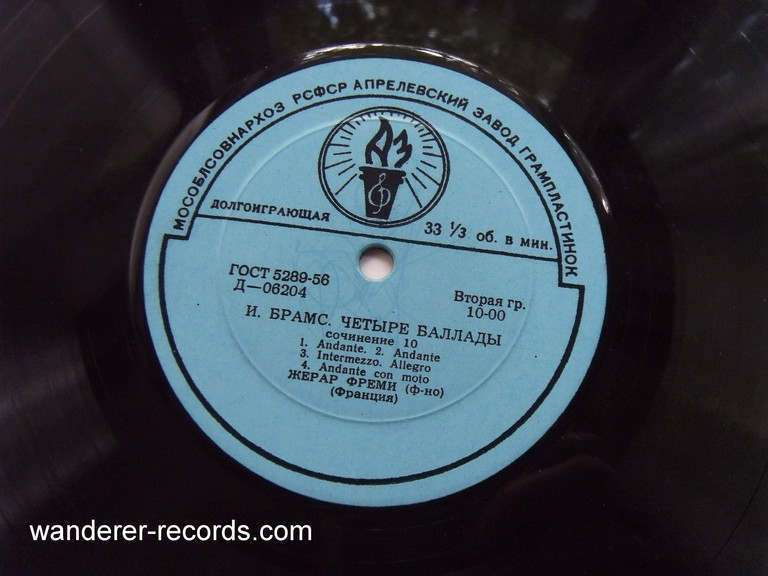 МОСОБЛСОВНАРХОЗ РСФСР АПРЕЛЕВСКИЙ ЗАВОД ГРАМПЛАСТИНОК
АЗ
ДОЛГОИГРАЮЩАЯ
33 1/3 об. в мин.
ГОСТ 5289-56
Д—06204
Вторая гр.
10-00
И. БРАМС. ЧЕТЫРЕ БАЛЛАДЫ
сочинение 10
1. Andante. 2. Andante
3. Intermezzo. Allegro
4. Andante con moto
ЖЕРАР ФРЕМИ (ф-но)
(Франция)
wanderer-records.com